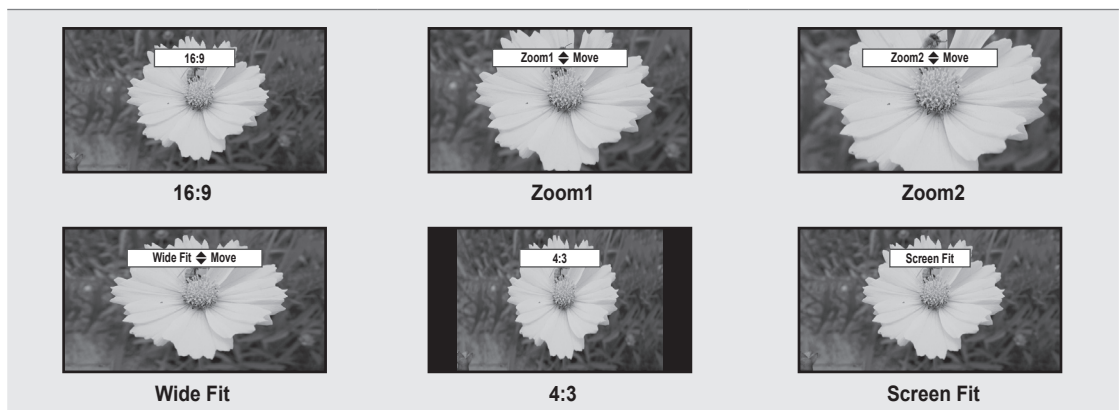 16:9
Zoom1 ◆ Move
Zoom2 ◆ Move
16:9
Zoom1
Zoom2
Wide Fit ◆ Move
4:3
Screen Fit
Wide Fit
4:3
Screen Fit